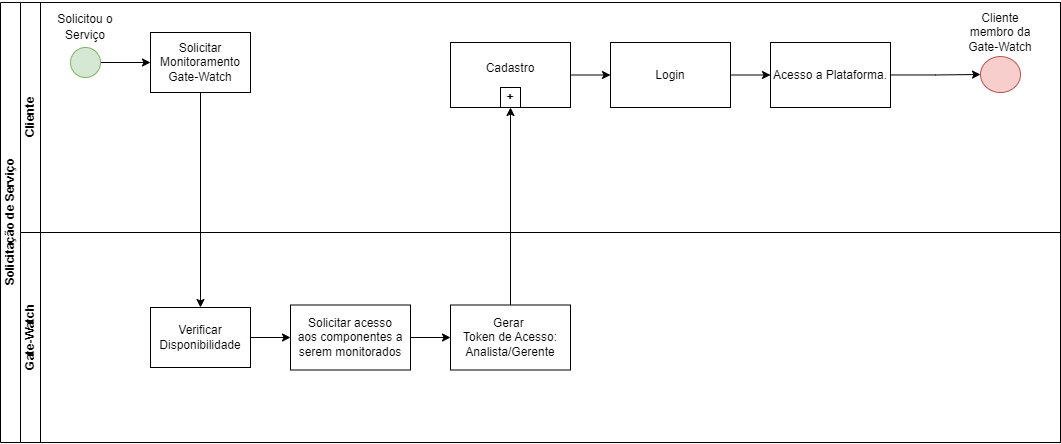 Solicitação de Serviço
Cliente
Solicitou o
Serviço
Solicitar
Monitoramento
Gate-Watch
Cadastro
+
Login
Acesso a Plataforma.
Cliente
membro da
Gate-Watch
Gate-Watch
Verificar
Disponibilidade
Solicitar acesso
aos componentes a
serem monitorados
Gerar
Token de Acesso:
Analista/Gerente